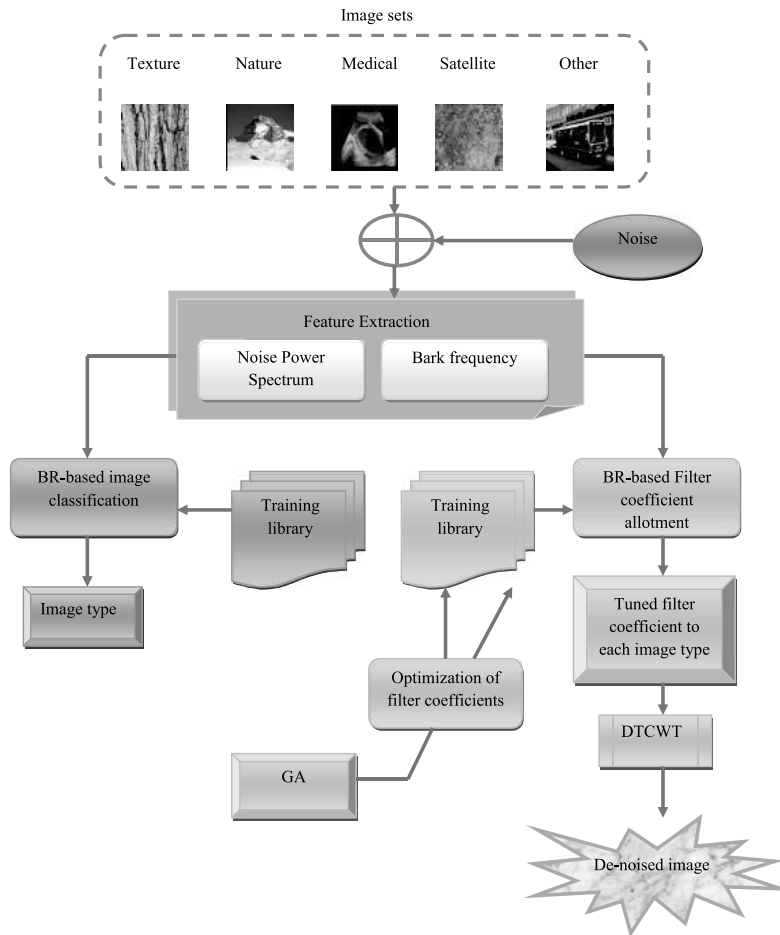 Image sets
Texture Nature Medical Satellite Other
Noise
Feature Extraction
Noise Power
Spectrum
Bark frequency
BR-based image
classification
Training
library
Training
library
BR-based Filter
coefficient
allotment
Image type
Tuned filter
coefficient to
each image type
Optimization of
filter coefficients
DTCWT
GA
De-noised image